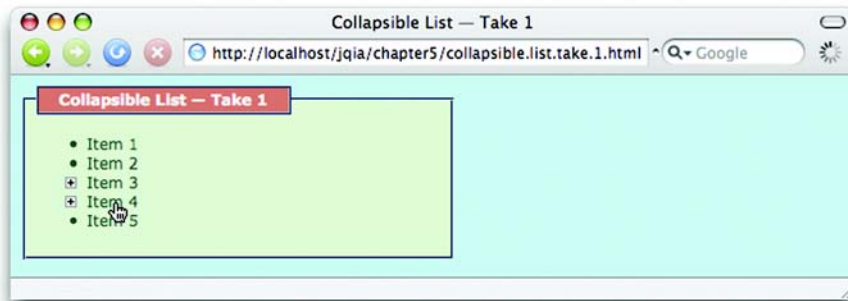 Collapsible List — Take 1
http://localhost/jqia/chapter5/collapsible.list.take.1.html
Google
Collapsible List — Take 1
Item 1
Item 2
Item 3
Item 4
Item 5